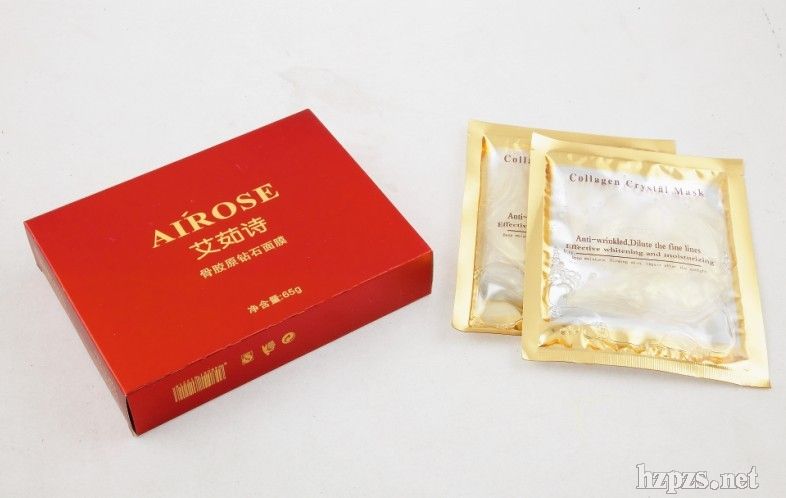 AIROSE
艾茹诗
骨胶原钻石面膜
净含量:65g
Coll
Anti-
Effective
Collagen Crystal Mask
Anti-wrinkled,Dilute the fine lines
Effective whitening and moisturizing
hzpzs.net